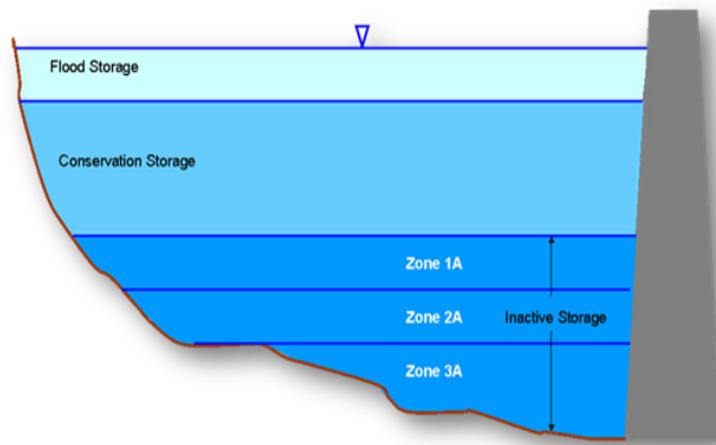 Flood Storage
Conservation Storage
Zone 1A
Zone 2A
Inactive Storage
Zone 3A